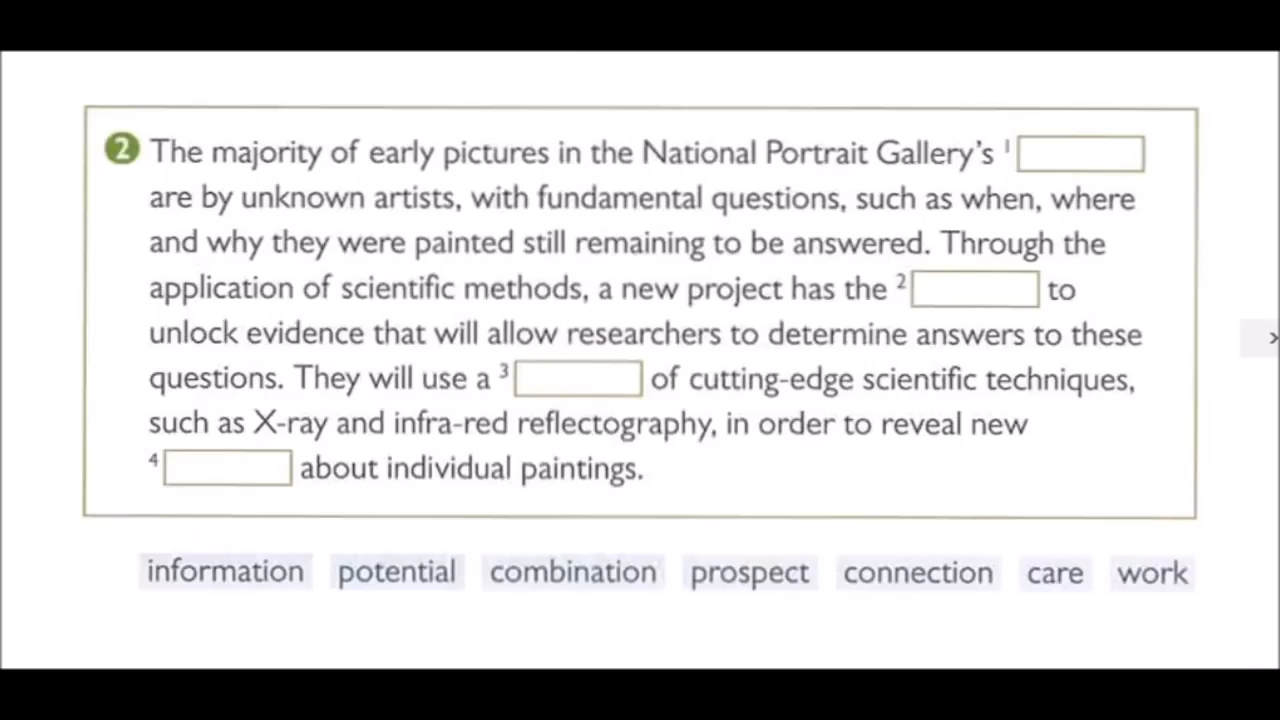 2 The majority of early pictures in the National Portrait Gallery's 1
are by unknown artists, with fundamental questions, such as when, where
and why they were painted still remaining to be answered. Through the
application of scientific methods, a new project has the 2 to
unlock evidence that will allow researchers to determine answers to these
questions. They will use a 3 of cutting-edge scientific techniques,
such as X-ray and infra-red reflectography, in order to reveal new
4 about individual paintings.
information potential combination prospect connection care work